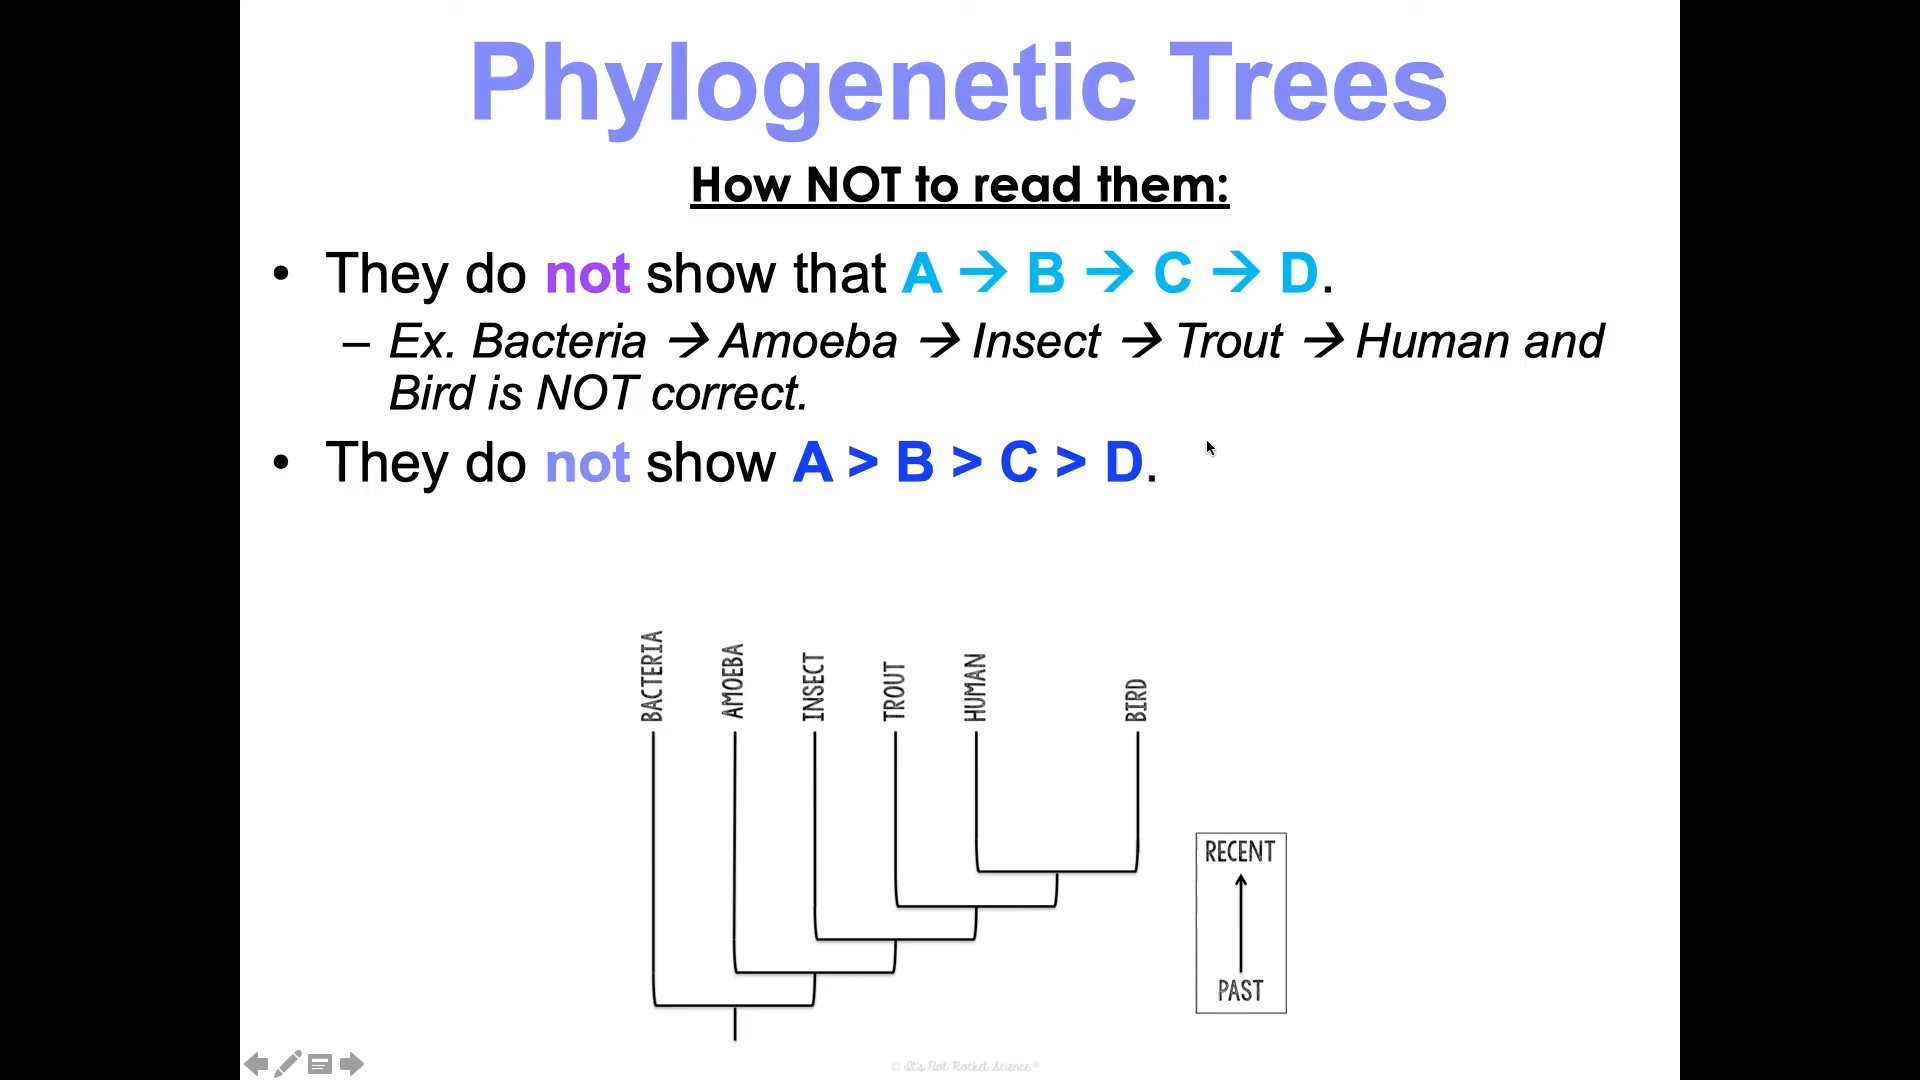 Phylogenetic Trees
How NOT to read them:
• They do not show that A → B → C → D.
– Ex. Bacteria → Amoeba → Insect → Trout → Human and
Bird is NOT correct.
• They do not show A > B > C > D.
BACTERIA
AMOEBA
INSECT
TROUT
HUMAN
BIRD
RECENT
PAST
© It's Not Rocket Science®